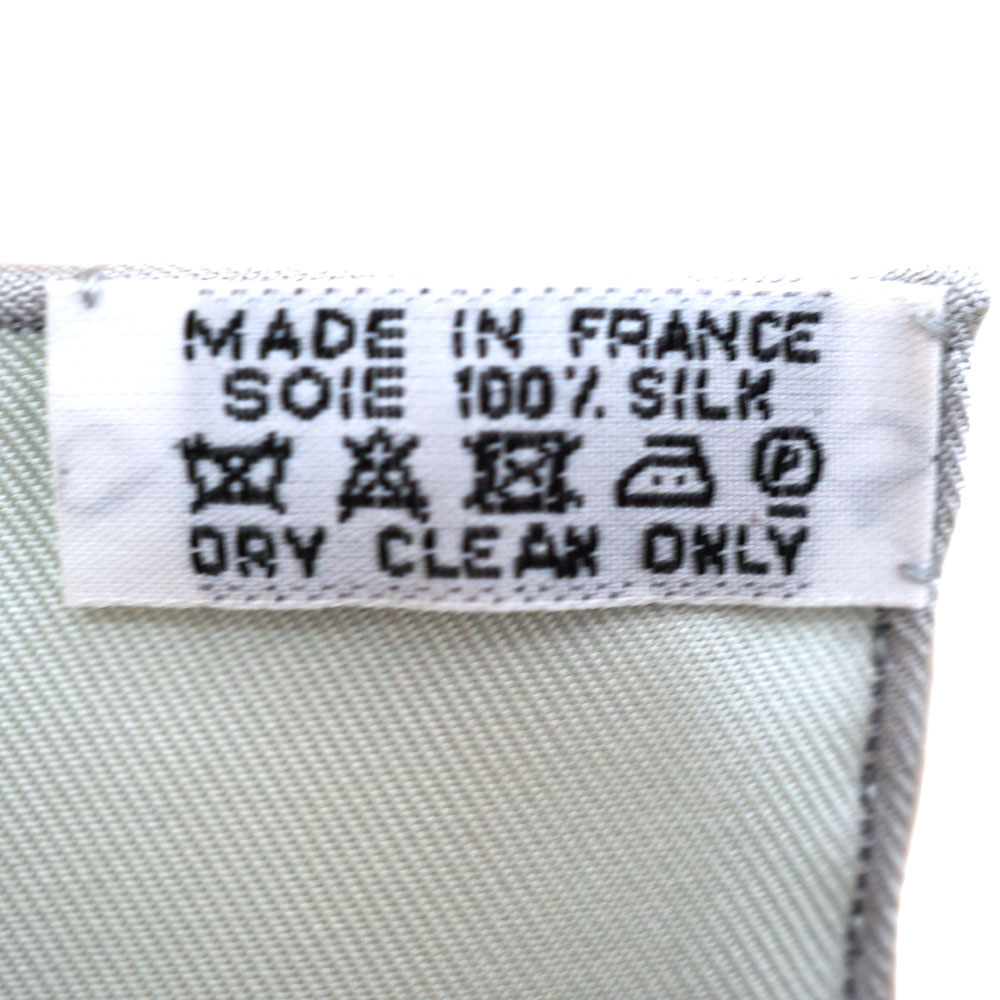 MADE IN FRANCE
SOIE 100% SILK
P
DRY CLEAN ONLY